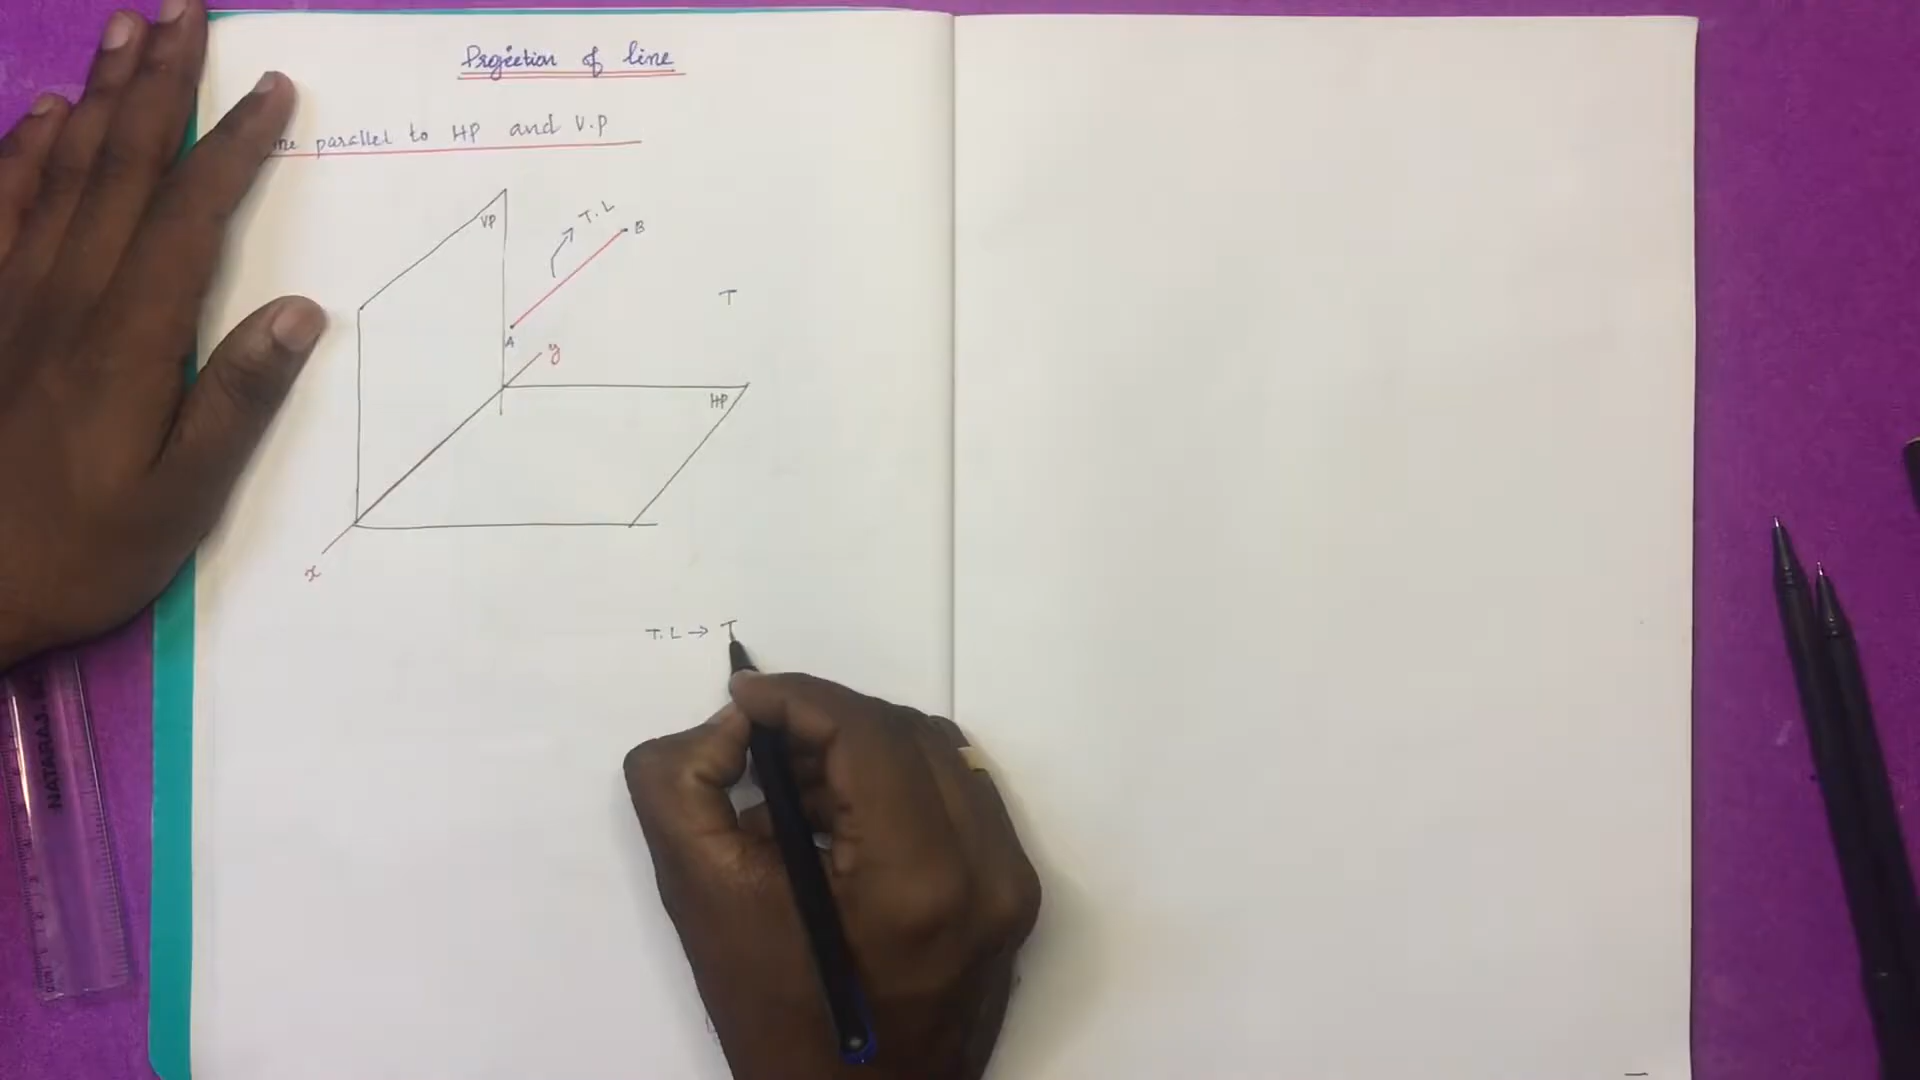 Projection of line
parallel to HP and V.P
VP
T.L
B
T
A
y
HP
x
T.L → T
NATARAJ